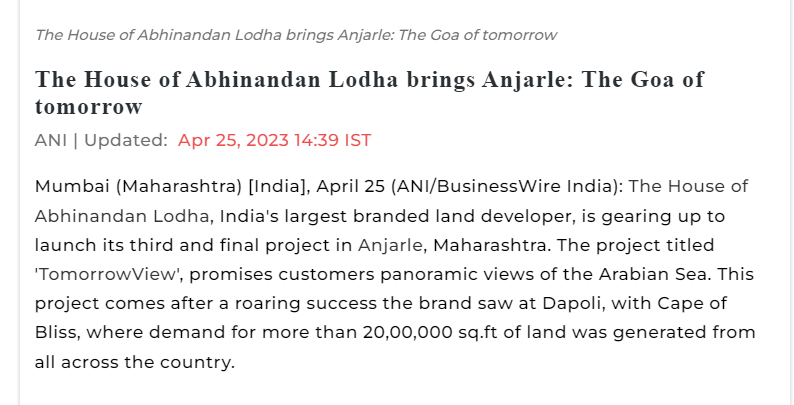 The House of Abhinandan Lodha brings Anjarle: The Goa of tomorrow
The House of Abhinandan Lodha brings Anjarle: The Goa of
tomorrow
ANI | Updated: Apr 25, 2023 14:39 IST
Mumbai (Maharashtra) [India], April 25 (ANI/BusinessWire India): The House of
Abhinandan Lodha, India's largest branded land developer, is gearing up to
launch its third and final project in Anjarle, Maharashtra. The project titled
'TomorrowView', promises customers panoramic views of the Arabian Sea. This
project comes after a roaring success the brand saw at Dapoli, with Cape of
Bliss, where demand for more than 20,00,000 sq.ft of land was generated from
all across the country.